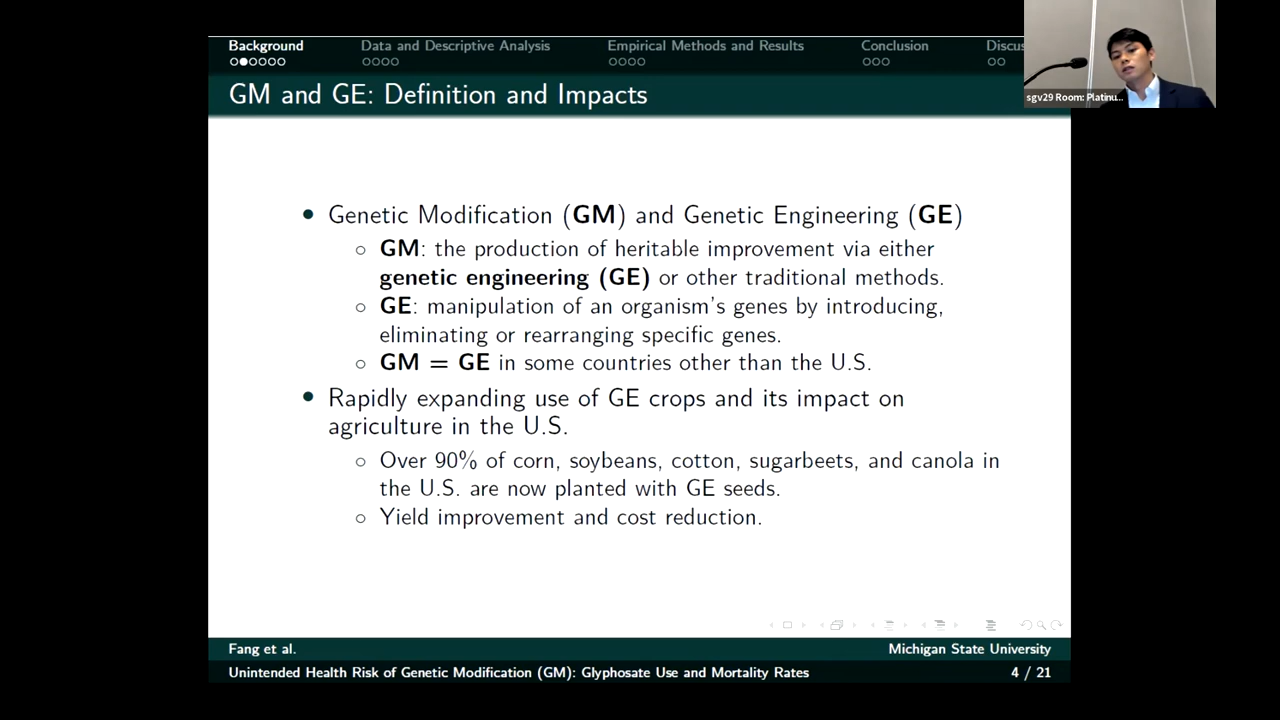 Background Data and Descriptive Analysis Empirical Methods and Results Conclusion
sgv29 Room: Platinu...
GM and GE: Definition and Impacts
• Genetic Modification (GM) and Genetic Engineering (GE)
○ GM: the production of heritable improvement via either
genetic engineering (GE) or other traditional methods.
○ GE: manipulation of an organism's genes by introducing,
eliminating or rearranging specific genes.
○ GM = GE in some countries other than the U.S.
• Rapidly expanding use of GE crops and its impact on
agriculture in the U.S.
○ Over 90% of corn, soybeans, cotton, sugarbeets, and canola in
the U.S. are now planted with GE seeds.
○ Yield improvement and cost reduction.
Fang et al. Michigan State University
Unintended Health Risk of Genetic Modification (GM): Glyphosate Use and Mortality Rates 4 / 21